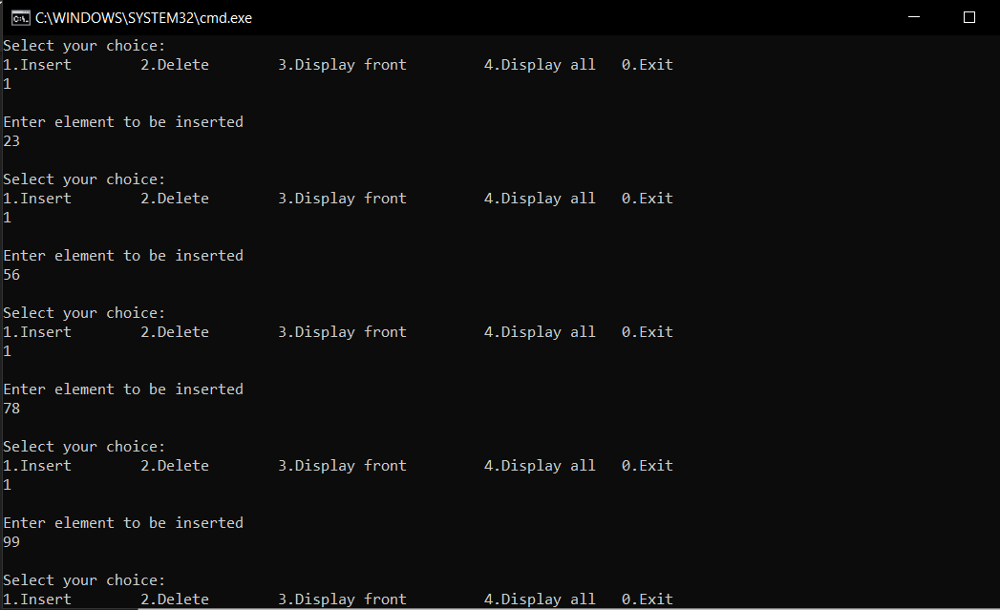 C:\WINDOWS\SYSTEM32\cmd.exe
Select your choice:
1.Insert 2.Delete 3.Display front 4.Display all 0.Exit
1
Enter element to be inserted
23
Select your choice:
1.Insert 2.Delete 3.Display front 4.Display all 0.Exit
1
Enter element to be inserted
56
Select your choice:
1.Insert 2.Delete 3.Display front 4.Display all 0.Exit
1
Enter element to be inserted
78
Select your choice:
1.Insert 2.Delete 3.Display front 4.Display all 0.Exit
1
Enter element to be inserted
99
Select your choice:
1.Insert 2.Delete 3.Display front 4.Display all 0.Exit